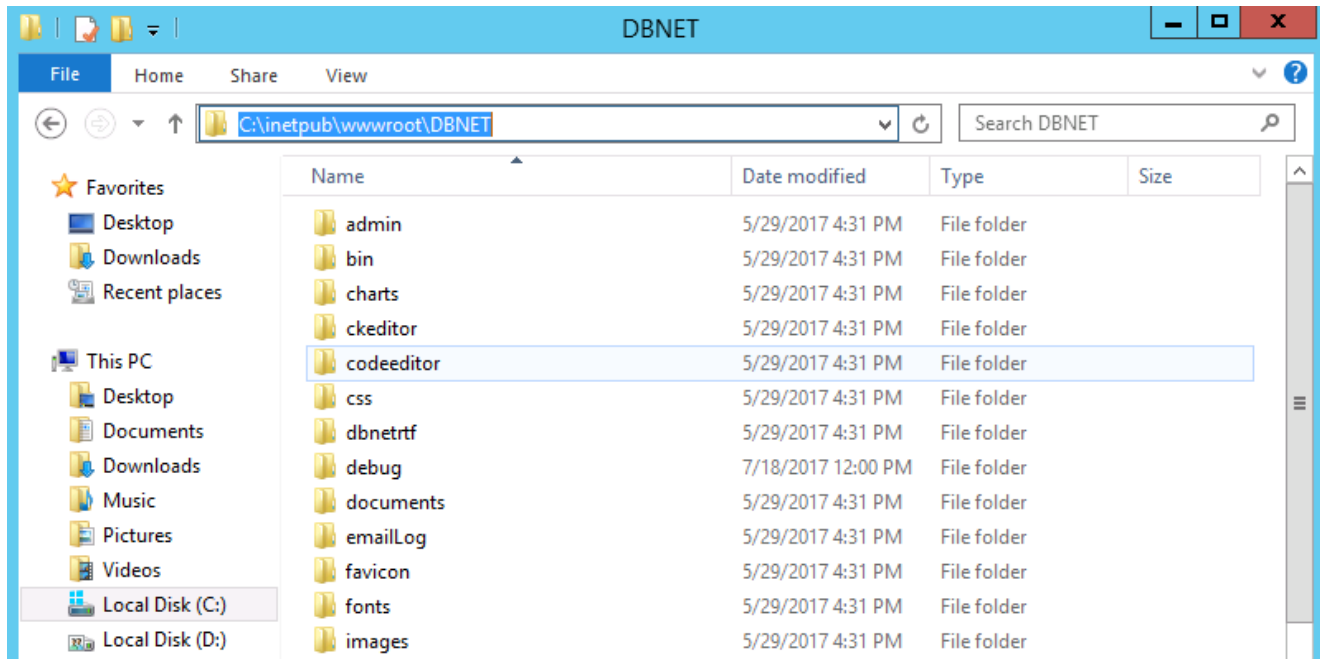 DBNET
File Home Share View
C:\inetpub\wwwroot\DBNET Search DBNET
Name Date modified Type Size
Favorites
Desktop
Downloads
Recent places
This PC
Desktop
Documents
Downloads
Music
Pictures
Videos
Local Disk (C:)
Local Disk (D:)
admin 5/29/2017 4:31 PM File folder
bin 5/29/2017 4:31 PM File folder
charts 5/29/2017 4:31 PM File folder
ckeditor 5/29/2017 4:31 PM File folder
codeeditor 5/29/2017 4:31 PM File folder
css 5/29/2017 4:31 PM File folder
dbnetrtf 5/29/2017 4:31 PM File folder
debug 7/18/2017 12:00 PM File folder
documents 5/29/2017 4:31 PM File folder
emailLog 5/29/2017 4:31 PM File folder
favicon 5/29/2017 4:31 PM File folder
fonts 5/29/2017 4:31 PM File folder
images 5/29/2017 4:31 PM File folder